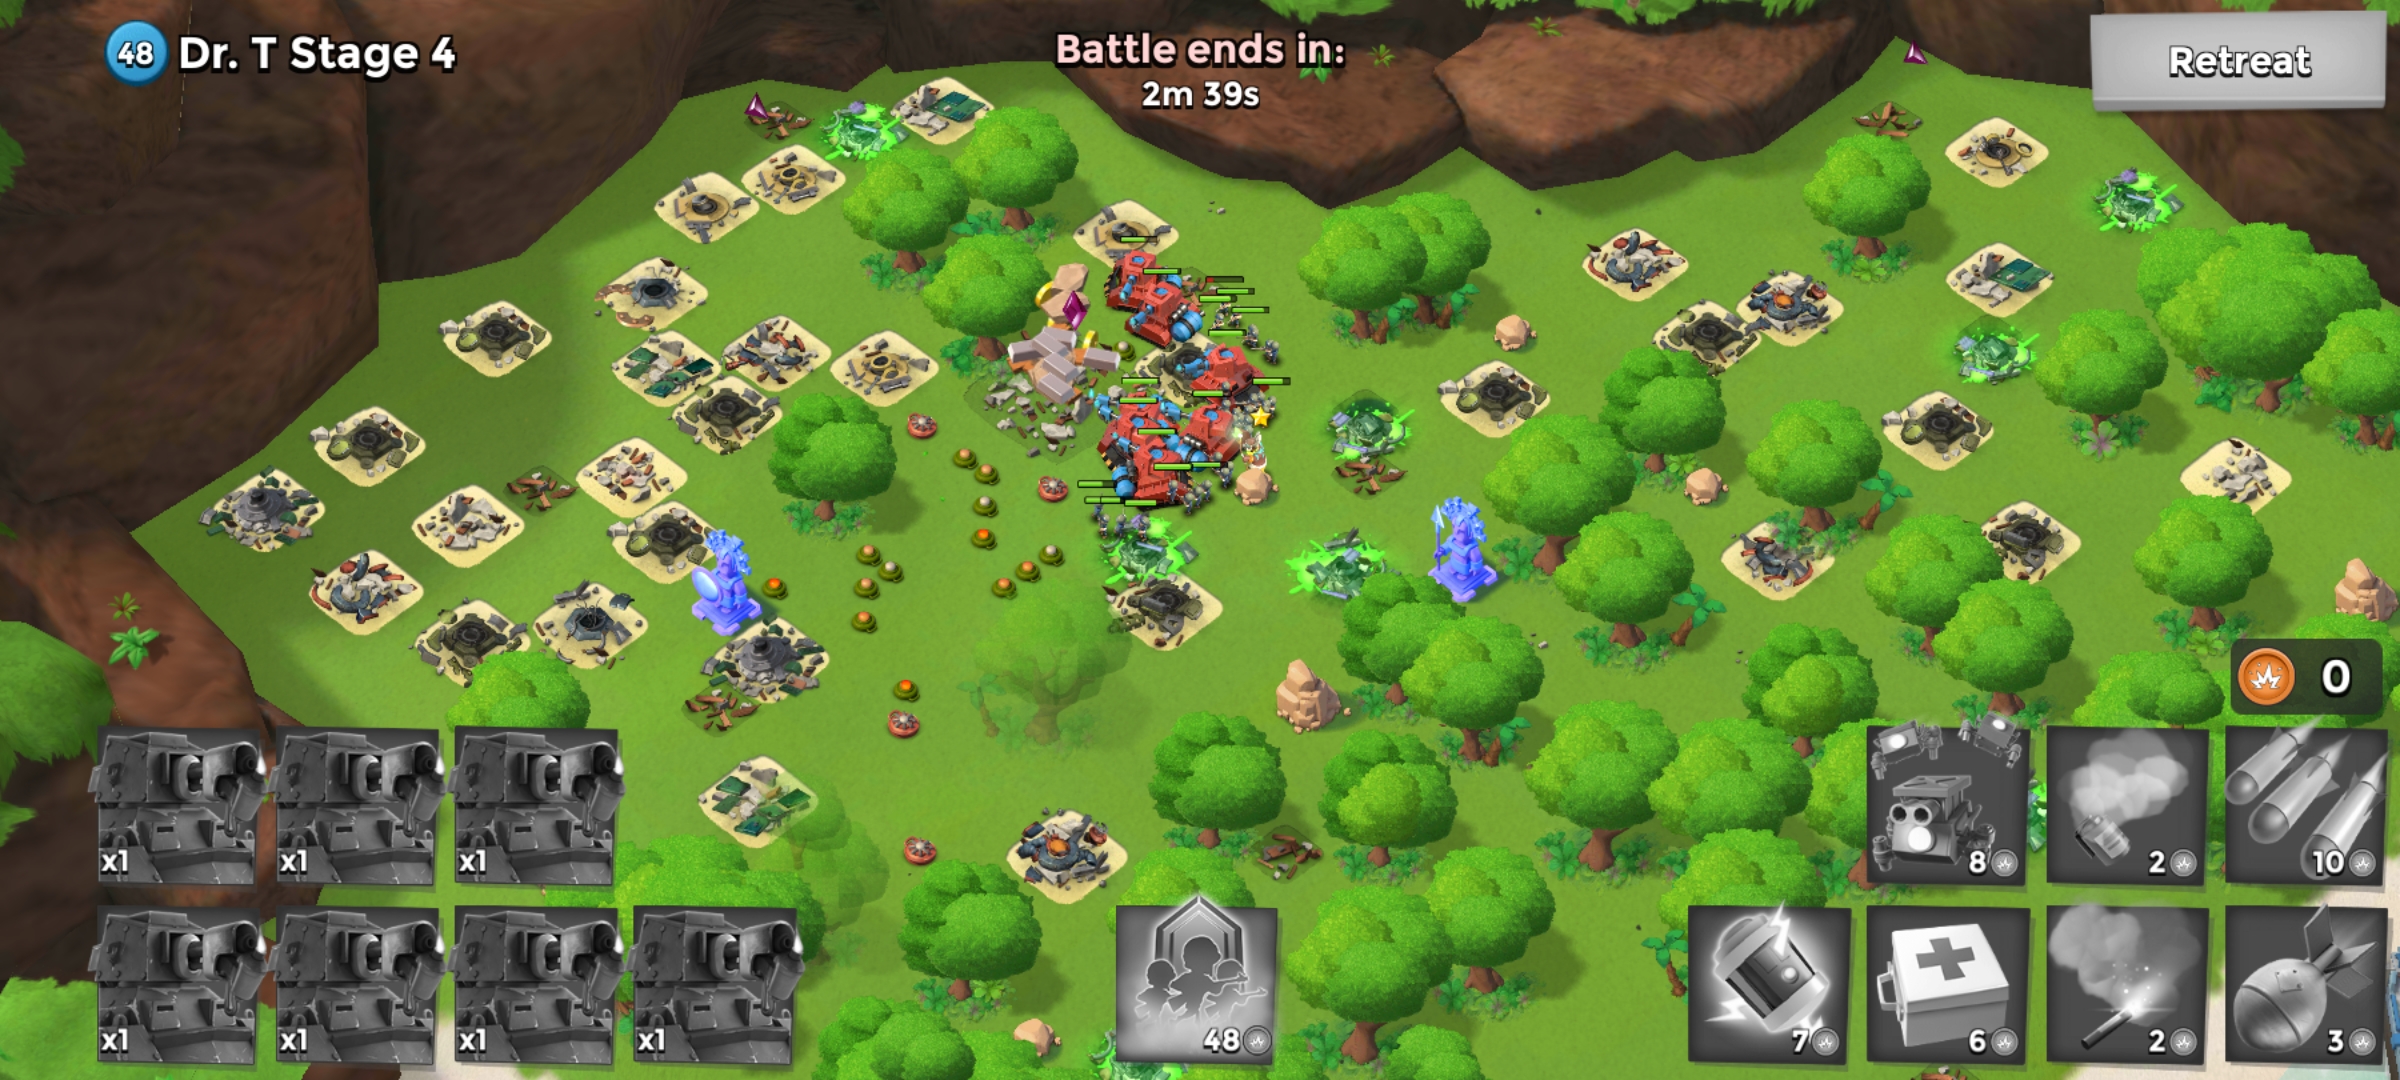 48 Dr. T Stage 4
Battle ends in:
2m 39s
Retreat
0
x1 x1 x1
8 2 10
x1 x1 x1 x1
48
7 6 2 3